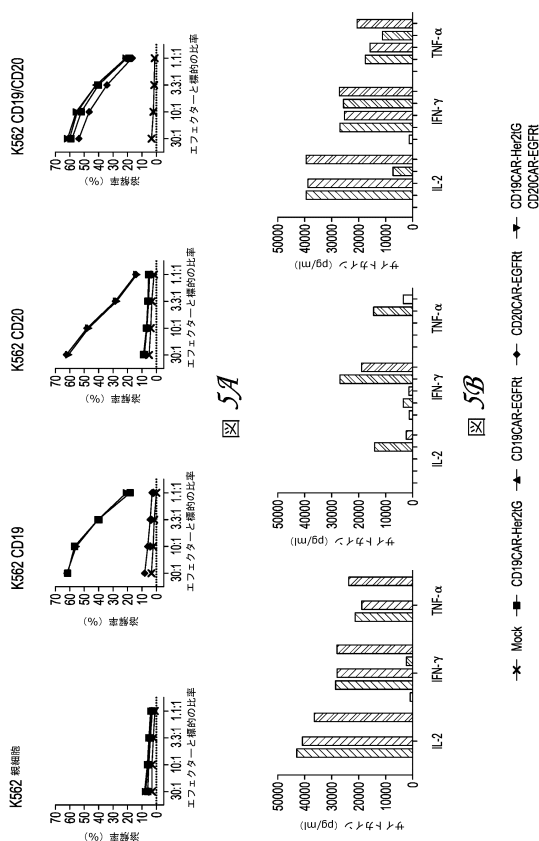 K562 親細胞
70
60
50
40
30
20
10
0
溶解率 (%)
30:1 10:1 3.3:1 1.1:1
エフェクターと標的の比率
K562 CD19
70
60
50
40
30
20
10
0
溶解率 (%)
30:1 10:1 3.3:1 1.1:1
エフェクターと標的の比率
K562 CD20
70
60
50
40
30
20
10
0
溶解率 (%)
30:1 10:1 3.3:1 1.1:1
エフェクターと標的の比率
K562 CD19/CD20
70
60
50
40
30
20
10
0
溶解率 (%)
30:1 10:1 3.3:1 1.1:1
エフェクターと標的の比率
図 5A
50000
40000
30000
20000
10000
0
サイトカイン (pg/ml)
IL-2 IFN-γ TNF-α
50000
40000
30000
20000
10000
0
サイトカイン (pg/ml)
IL-2 IFN-γ TNF-α
50000
40000
30000
20000
10000
0
サイトカイン (pg/ml)
IL-2 IFN-γ TNF-α
図 5B
Mock
CD19CAR-Her2tG
CD19CAR-EGFRt
CD20CAR-EGFRt
CD19CAR-Her2tG
CD20CAR-EGFRt